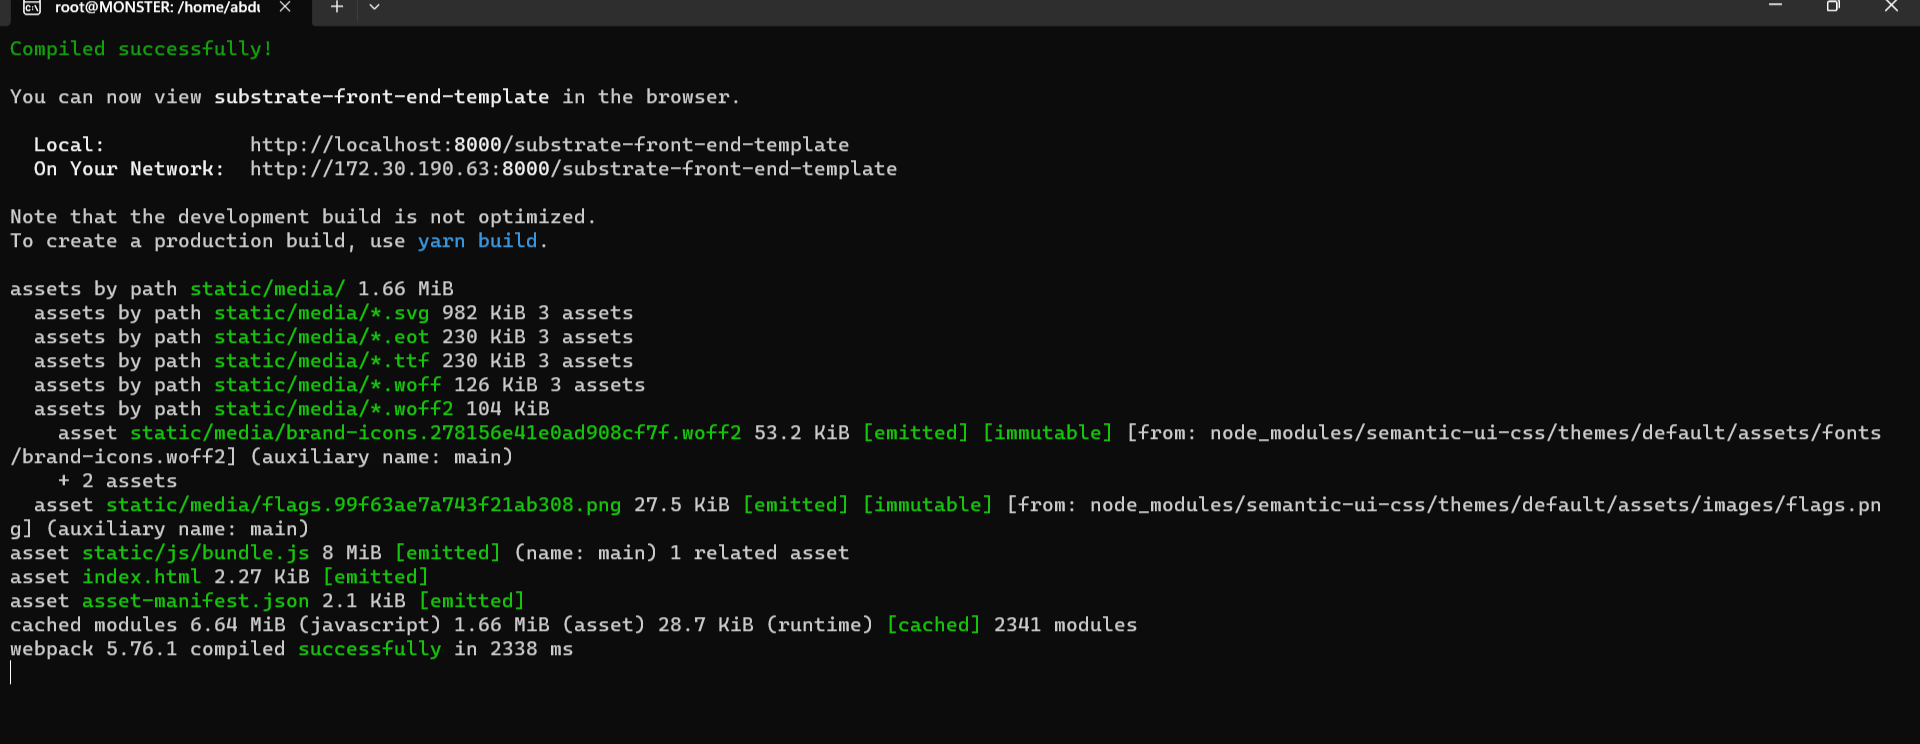 root@MONSTER: /home/abdu
Compiled successfully!
You can now view substrate-front-end-template in the browser.
Local: http://localhost:8000/substrate-front-end-template
On Your Network: http://172.30.190.63:8000/substrate-front-end-template
Note that the development build is not optimized.
To create a production build, use yarn build.
assets by path static/media/ 1.66 MiB
assets by path static/media/*.svg 982 KiB 3 assets
assets by path static/media/*.eot 230 KiB 3 assets
assets by path static/media/*.ttf 230 KiB 3 assets
assets by path static/media/*.woff 126 KiB 3 assets
assets by path static/media/*.woff2 104 KiB
asset static/media/brand-icons.278156e41e0ad908cf7f.woff2 53.2 KiB [emitted] [immutable] [from: node_modules/semantic-ui-css/themes/default/assets/fonts
/brand-icons.woff2] (auxiliary name: main)
+ 2 assets
asset static/media/flags.99f63ae7a743f21ab308.png 27.5 KiB [emitted] [immutable] [from: node_modules/semantic-ui-css/themes/default/assets/images/flags.pn
g] (auxiliary name: main)
asset static/js/bundle.js 8 MiB [emitted] (name: main) 1 related asset
asset index.html 2.27 KiB [emitted]
asset asset-manifest.json 2.1 KiB [emitted]
cached modules 6.64 MiB (javascript) 1.66 MiB (asset) 28.7 KiB (runtime) [cached] 2341 modules
webpack 5.76.1 compiled successfully in 2338 ms